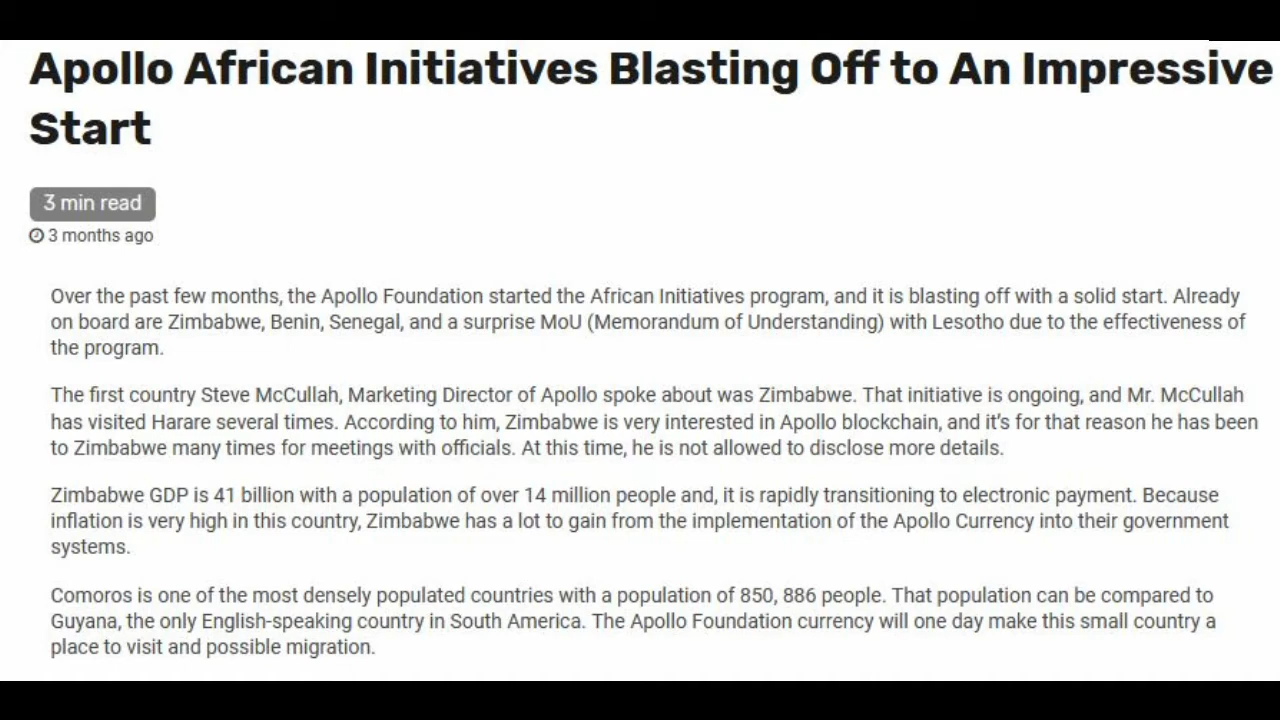 Apollo African Initiatives Blasting Off to An Impressive
Start
3 min read
3 months ago
Over the past few months, the Apollo Foundation started the African Initiatives program, and it is blasting off with a solid start. Already
on board are Zimbabwe, Benin, Senegal, and a surprise MoU (Memorandum of Understanding) with Lesotho due to the effectiveness of
the program.
The first country Steve McCullah, Marketing Director of Apollo spoke about was Zimbabwe. That initiative is ongoing, and Mr. McCullah
has visited Harare several times. According to him, Zimbabwe is very interested in Apollo blockchain, and it’s for that reason he has been
to Zimbabwe many times for meetings with officials. At this time, he is not allowed to disclose more details.
Zimbabwe GDP is 41 billion with a population of over 14 million people and, it is rapidly transitioning to electronic payment. Because
inflation is very high in this country, Zimbabwe has a lot to gain from the implementation of the Apollo Currency into their government
systems.
Comoros is one of the most densely populated countries with a population of 850, 886 people. That population can be compared to
Guyana, the only English-speaking country in South America. The Apollo Foundation currency will one day make this small country a
place to visit and possible migration.